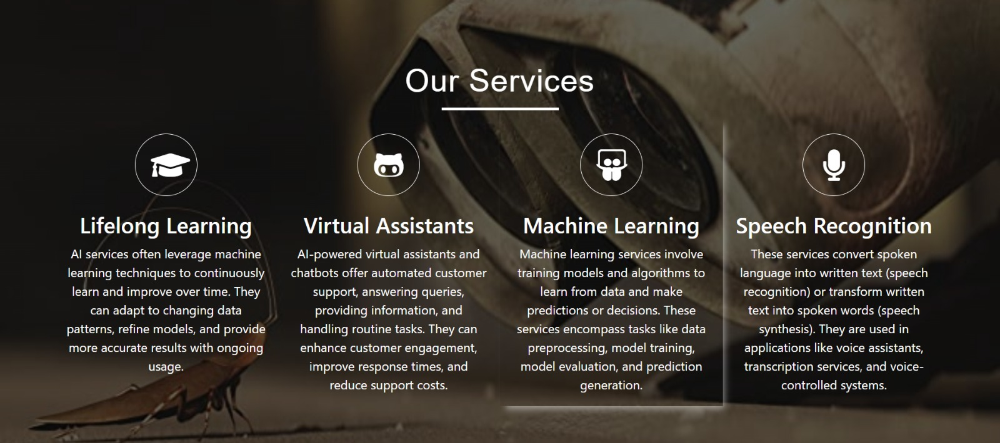 Our Services
Lifelong Learning
AI services often leverage machine
learning techniques to continuously
learn and improve over time. They
can adapt to changing data
patterns, refine models, and provide
more accurate results with ongoing
usage.
Virtual Assistants
AI-powered virtual assistants and
chatbots offer automated customer
support, answering queries,
providing information, and
handling routine tasks. They can
enhance customer engagement,
improve response times, and
reduce support costs.
Machine Learning
Machine learning services involve
training models and algorithms to
learn from data and make
predictions or decisions. These
services encompass tasks like data
preprocessing, model training,
model evaluation, and prediction
generation.
Speech Recognition
These services convert spoken
language into written text (speech
recognition) or transform written
text into spoken words (speech
synthesis). They are used in
applications like voice assistants,
transcription services, and voice-
controlled systems.